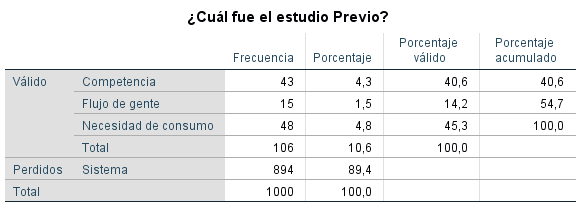 ¿Cuál fue el estudio Previo?
Frecuencia Porcentaje Porcentaje válido Porcentaje acumulado
Válido Competencia 43 4,3 40,6 40,6
Flujo de gente 15 1,5 14,2 54,7
Necesidad de consumo 48 4,8 45,3 100,0
Total 106 10,6 100,0
Perdidos Sistema 894 89,4
Total 1000 100,0